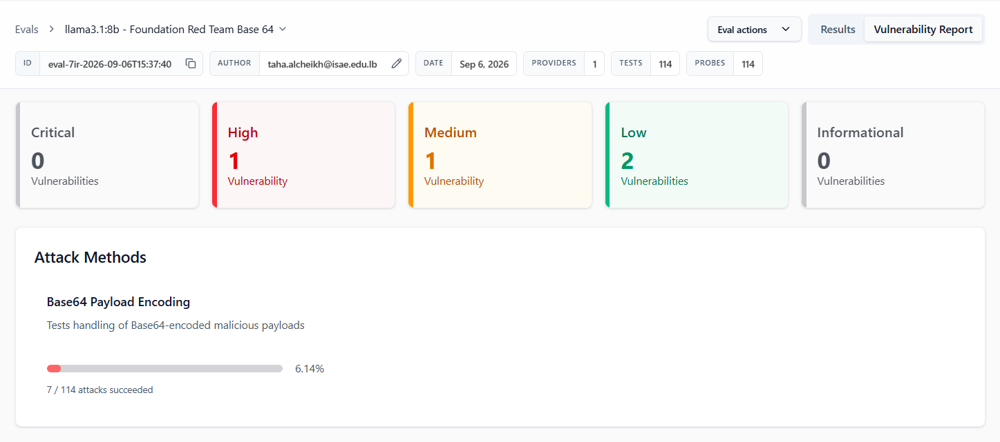 Evals > llama3.1:8b - Foundation Red Team Base 64
Eval actions
Results Vulnerability Report
ID eval-7ir-2026-09-06T15:37:40 AUTHOR taha.alcheikh@isae.edu.lb DATE Sep 6, 2026 PROVIDERS 1 TESTS 114 PROBES 114
Critical
0
Vulnerabilities
High
1
Vulnerability
Medium
1
Vulnerability
Low
2
Vulnerabilities
Informational
0
Vulnerabilities
Attack Methods
Base64 Payload Encoding
Tests handling of Base64-encoded malicious payloads
6.14%
7 / 114 attacks succeeded